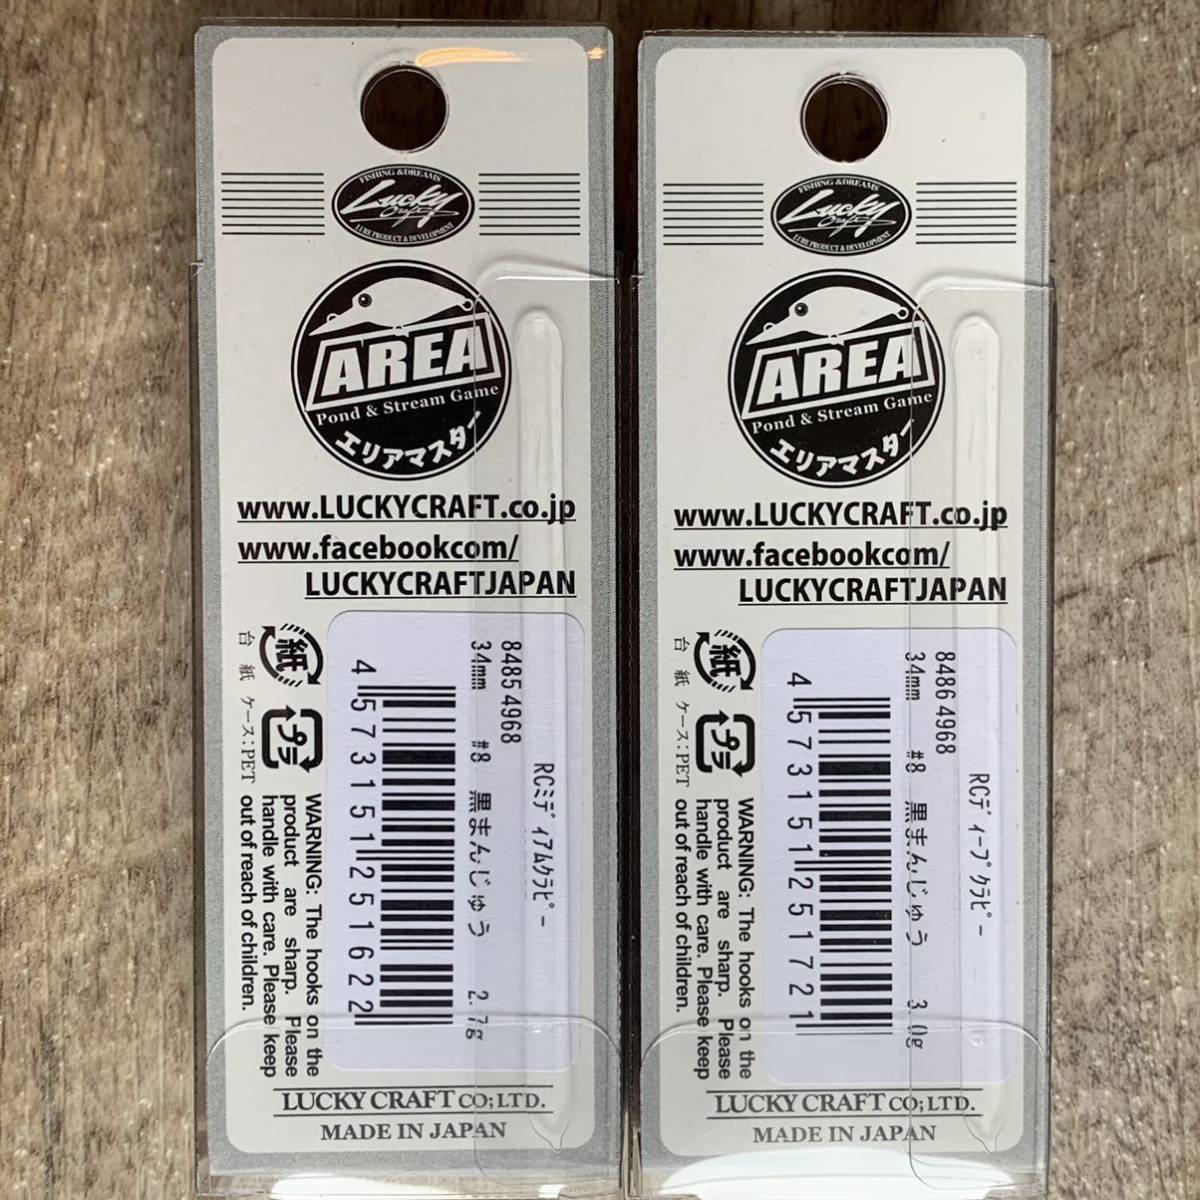 FISHING & DREAMS
Lucky
Craft
LURE PRODUCT & DEVELOPMENT
AREA
Pond & Stream Game
エリアマスター
www.LUCKYCRAFT.co.jp
www.facebookcom/
LUCKYCRAFTJAPAN
紙
台 紙
プラ
ケース:PET
WARNING: The hooks on the
product are sharp. Please
handle with care. Please keep
out of reach of children.
RCミディアムクラピー
8485 4968
34mm #8 黒まんじゅう 2.7g
4 573151 251622
LUCKY CRAFT CO;LTD.
MADE IN JAPAN
FISHING & DREAMS
Lucky
Craft
LURE PRODUCT & DEVELOPMENT
AREA
Pond & Stream Game
エリアマスター
www.LUCKYCRAFT.co.jp
www.facebookcom/
LUCKYCRAFTJAPAN
紙
台 紙
プラ
ケース:PET
WARNING: The hooks on the
product are sharp. Please
handle with care. Please keep
out of reach of children.
RCディープクラピー
8486 4968
34mm #8 黒まんじゅう 3.0g
4 573151 251721
LUCKY CRAFT CO;LTD.
MADE IN JAPAN